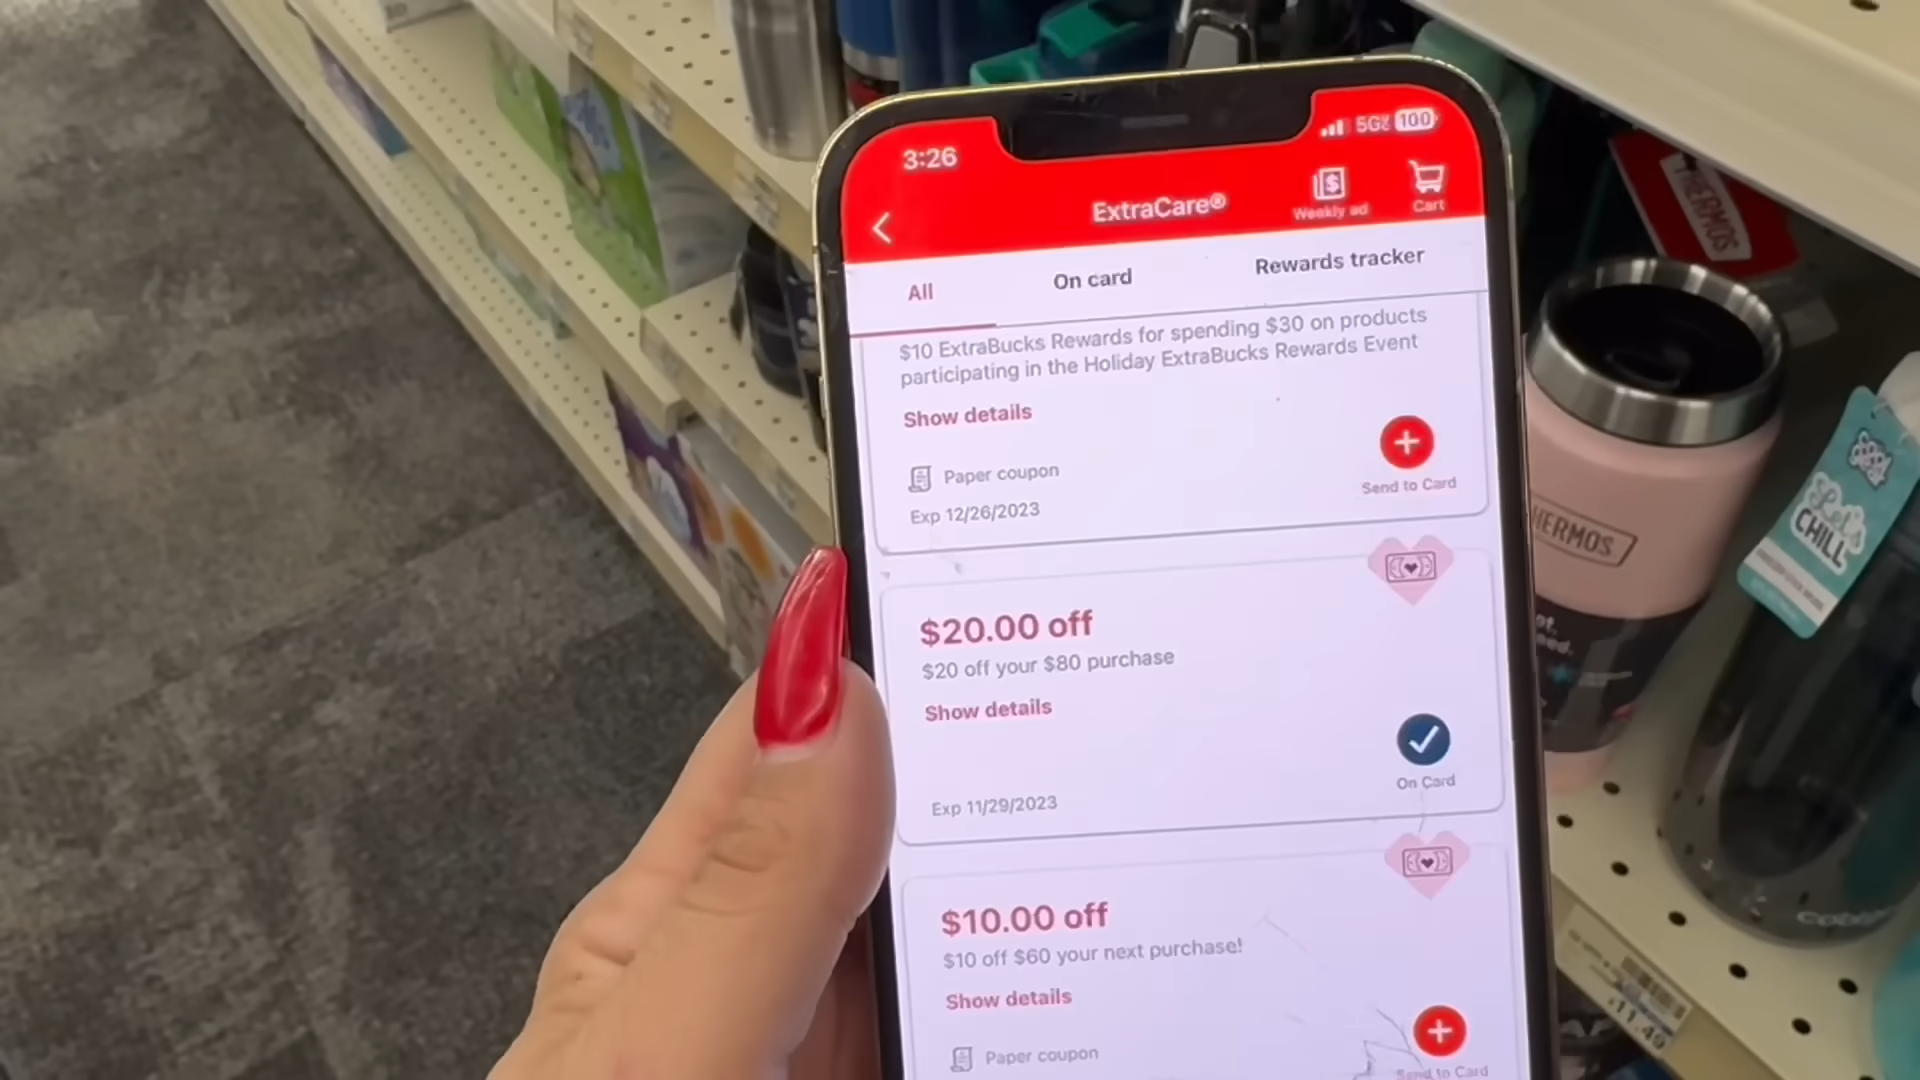 3:26
5G
100
ExtraCare®
Weekly ad
Cart
All
On card
Rewards tracker
$10 ExtraBucks Rewards for spending $30 on products
participating in the Holiday ExtraBucks Rewards Event
Show details
Paper coupon
Send to Card
Exp 12/26/2023
$20.00 off
$20 off your $80 purchase
Show details
On Card
Exp 11/29/2023
$10.00 off
$10 off $60 your next purchase!
Show details
Paper coupon
Send to Card
THERMOS
HERMOS
Let's
CHILL
11.49